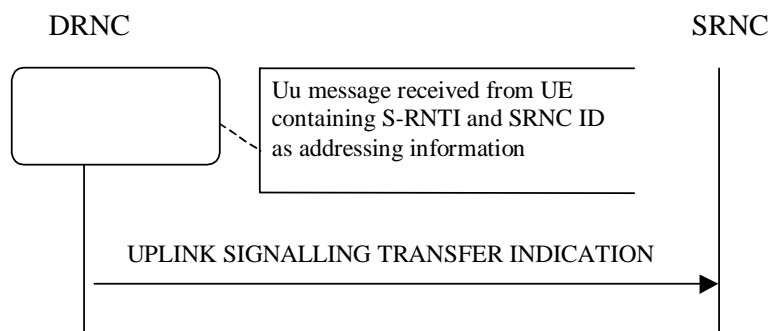 DRNC
SRNC
Uu message received from UE
containing S-RNTI and SRNC ID
as addressing information
UPLINK SIGNALLING TRANSFER INDICATION